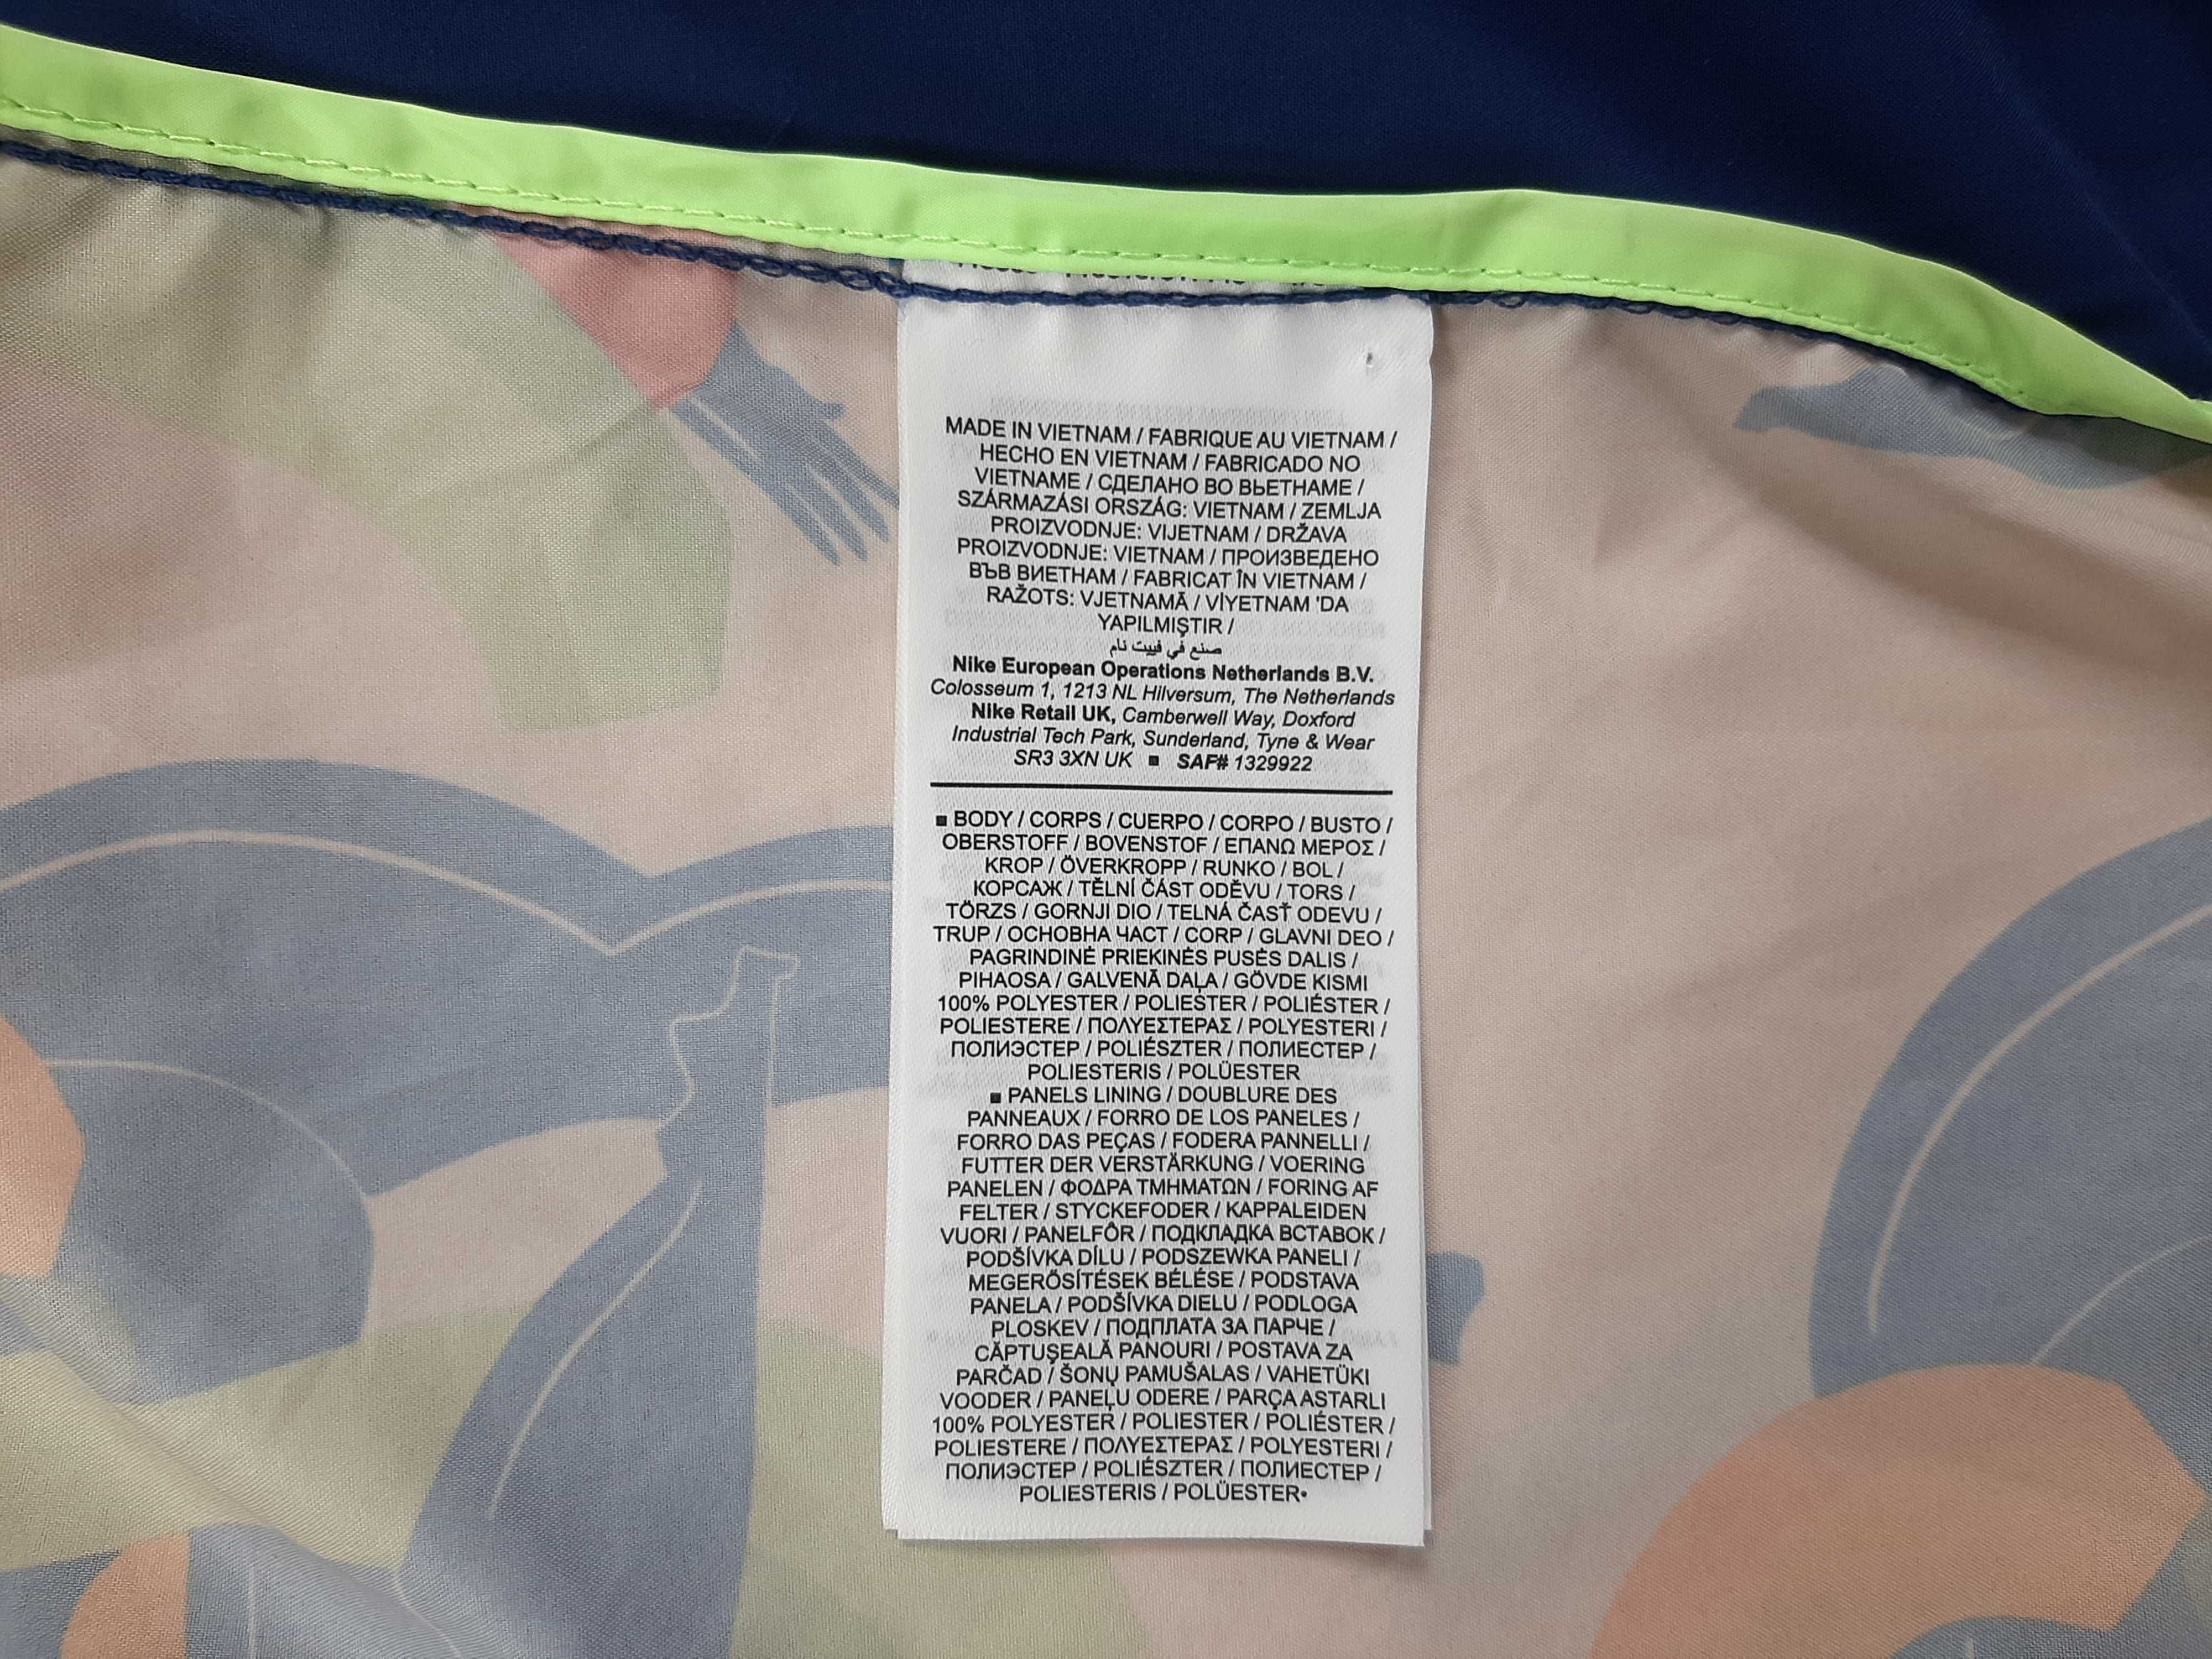 MADE IN VIETNAM / FABRIQUE AU VIETNAM /
HECHO EN VIETNAM / FABRICADO NO
VIETNAME / СДЕЛАНО ВО ВЬЕТНАМЕ /
SZÁRMAZÁSI ORSZÁG: VIETNAM / ZEMLJA
PROIZVODNJE: VIJETNAM / DRŽAVA
PROIZVODNJE: VIETNAM / ПРОИЗВЕДЕНО
ВЪВ ВИЕТНАМ / FABRICAT ÎN VIETNAM /
RAŽOTS: VJETNAMĀ / VİYETNAM 'DA
YAPILMIŞTIR /
صنع في فييت نام
Nike European Operations Netherlands B.V.
Colosseum 1, 1213 NL Hilversum, The Netherlands
Nike Retail UK, Camberwell Way, Doxford
Industrial Tech Park, Sunderland, Tyne & Wear
SR3 3XN UK ■ SAF# 1329922
■ BODY / CORPS / CUERPO / CORPO / BUSTO /
OBERSTOFF / BOVENSTOF / ΕΠΑΝΩ ΜΕΡΟΣ /
KROP / ÖVERKROPP / RUNKO / BOL /
КОРСАЖ / TĚLNÍ ČÁST ODĚVU / TORS /
TÖRZS / GORNJI DIO / TELNÁ ČASŤ ODEVU /
TRUP / ОСНОВНА ЧАСТ / CORP / GLAVNI DEO /
PAGRINDINĖ PRIEKINĖS PUSĖS DALIS /
PIHAOSA / GALVENĀ DAĻA / GÖVDE KISMI
100% POLYESTER / POLIESTER / POLIÉSTER /
POLIESTERE / ΠΟΛΥΕΣΤΕΡΑΣ / POLYESTERI /
ПОЛИЭСТЕР / POLIÉSZTER / ПОЛИЕСТЕР /
POLIESTERIS / POLÜESTER
■ PANELS LINING / DOUBLURE DES
PANNEAUX / FORRO DE LOS PANELES /
FORRO DAS PEÇAS / FODERA PANNELLI /
FUTTER DER VERSTÄRKUNG / VOERING
PANELEN / ΦΟΔΡΑ ΤΜΗΜΑΤΩΝ / FORING AF
FELTER / STYCKEFODER / KAPPALEIDEN
VUORI / PANELFÔR / ПОДКЛАДКА ВСТАВОК /
PODŠÍVKA DÍLU / PODSZEWKA PANELI /
MEGERŐSÍTÉSEK BÉLÉSE / PODSTAVA
PANELA / PODŠÍVKA DIELU / PODLOGA
PLOSKEV / ПОДПЛАТА ЗА ПАРЧЕ /
CĂPTUŞEALĂ PANOURI / POSTAVA ZA
PARČAD / ŠONŲ PAMUŠALAS / VAHETÜKI
VOODER / PANEĻU ODERE / PARÇA ASTARLI
100% POLYESTER / POLIESTER / POLIÉSTER /
POLIESTERE / ΠΟΛΥΕΣΤΕΡΑΣ / POLYESTERI /
ПОЛИЭСТЕР / POLIÉSZTER / ПОЛИЕСТЕР /
POLIESTERIS / POLÜESTER•